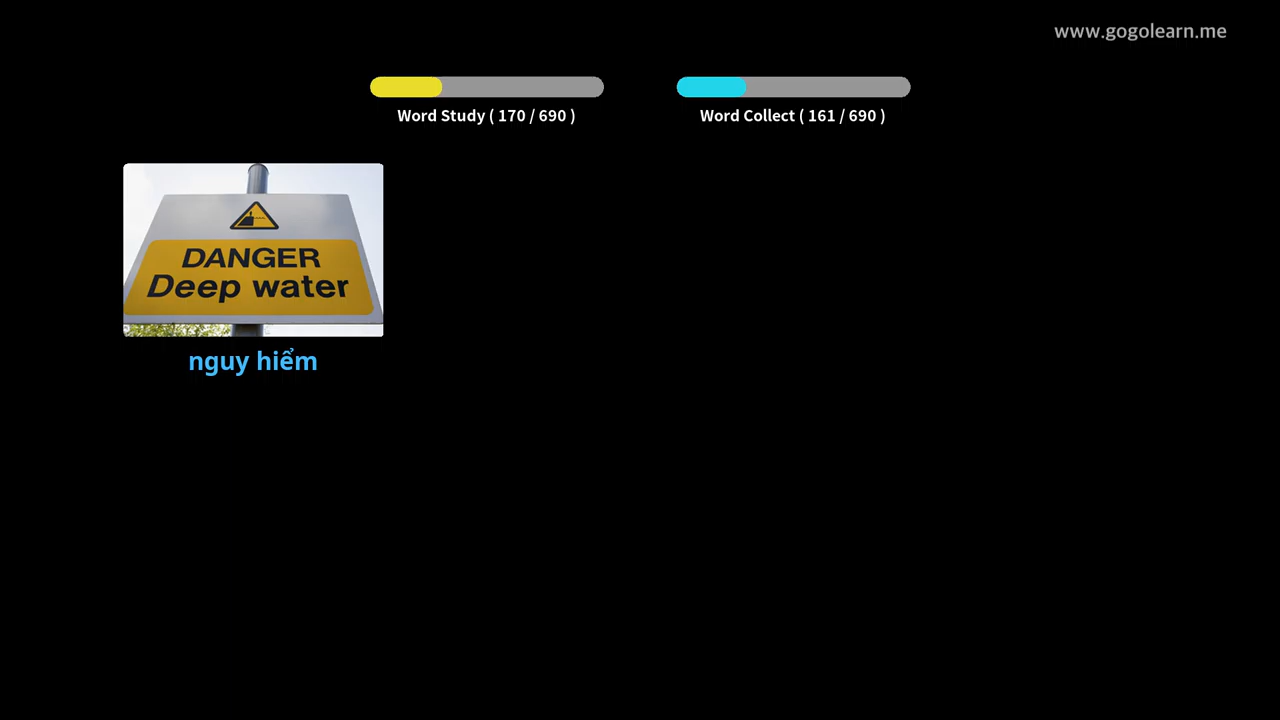 www.gogolearn.me
Word Study ( 170 / 690 )
Word Collect ( 161 / 690 )
DANGER
Deep water
nguy hiểm